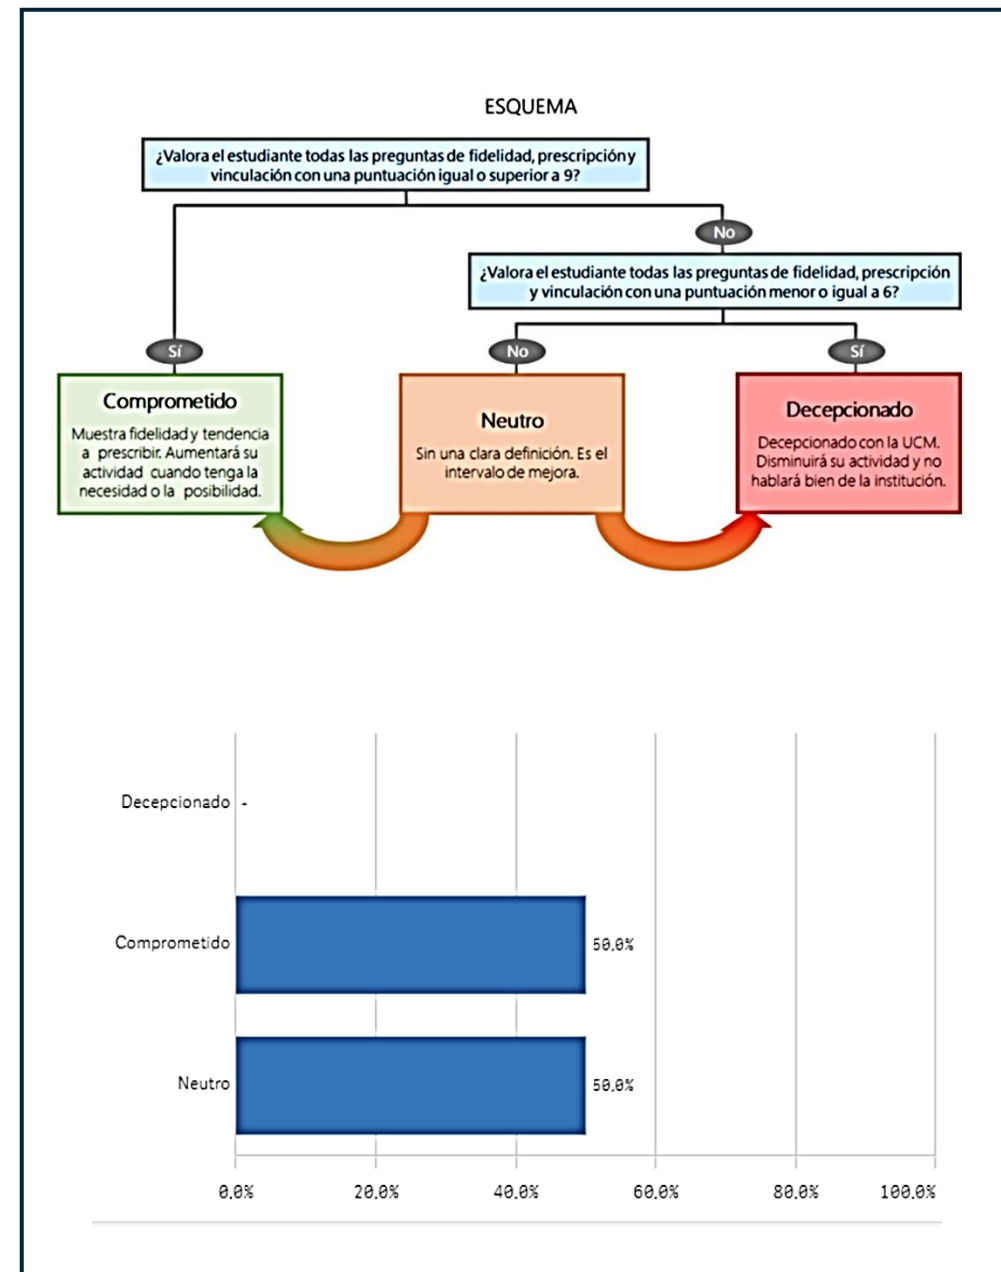 ESQUEMA
¿Valora el estudiante todas las preguntas de fidelidad, prescripción y
vinculación con una puntuación igual o superior a 9?
No
¿Valora el estudiante todas las preguntas de fidelidad, prescripción
y vinculación con una puntuación menor o igual a 6?
Sí
No
Sí
Comprometido
Muestra fidelidad y tendencia
a prescribir. Aumentará su
actividad cuando tenga la
necesidad o la posibilidad.
Neutro
Sin una clara definición. Es el
intervalo de mejora.
Decepcionado
Decepcionado con la UCM.
Disminuirá su actividad y no
hablará bien de la institución.
Decepcionado -
Comprometido 50.0%
Neutro 50.0%
0.0% 20.0% 40.0% 60.0% 80.0% 100.0%